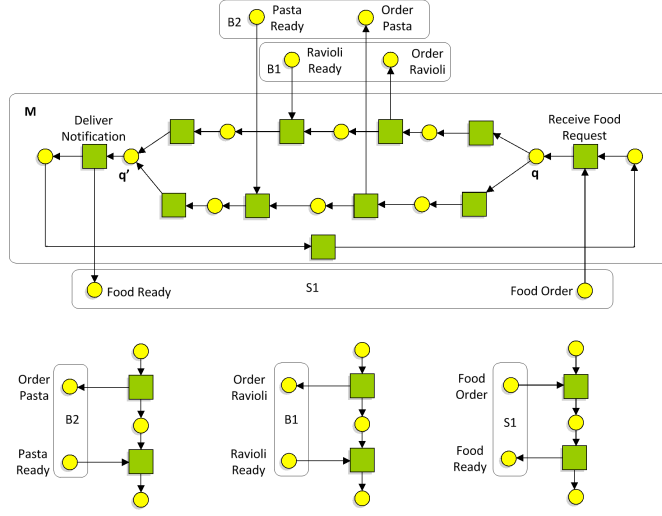 B2
Pasta
Ready
Order
Pasta
B1
Ravioli
Ready
Order
Ravioli
M
Deliver
Notification
Receive Food
Request
q'
q
Food Ready
S1
Food Order
Order
Pasta
B2
Pasta
Ready
Order
Ravioli
B1
Ravioli
Ready
Food
Order
S1
Food
Ready